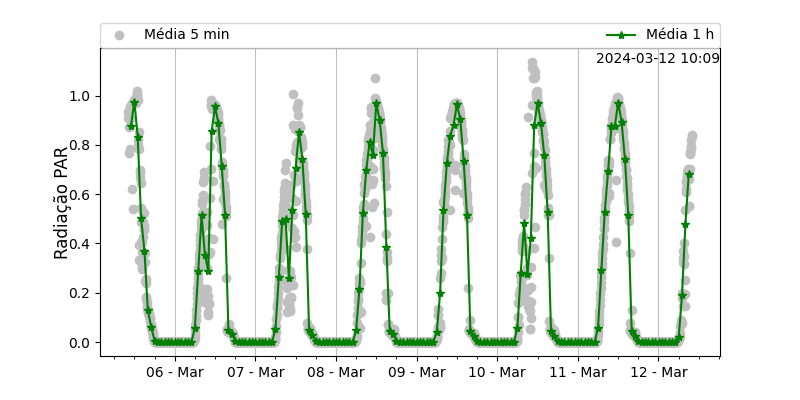 Média 5 min
Média 1 h
2024-03-12 10:09
Radiação PAR
1.0
0.8
0.6
0.4
0.2
0.0
06 - Mar
07 - Mar
08 - Mar
09 - Mar
10 - Mar
11 - Mar
12 - Mar